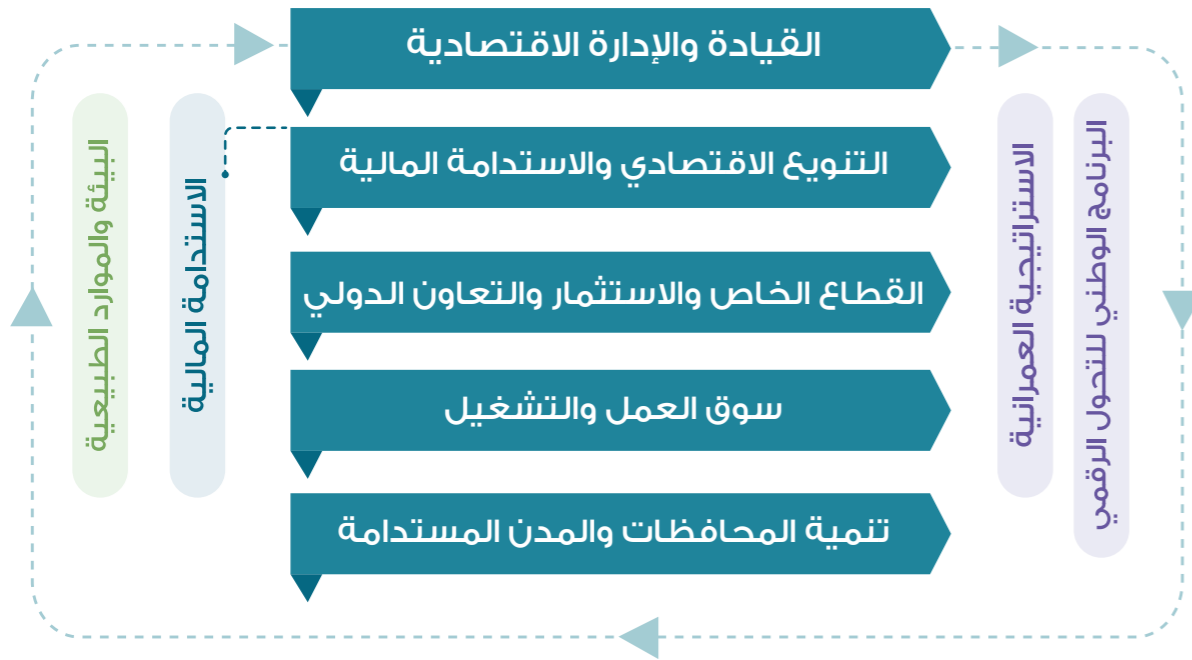 القيادة والإدارة الاقتصادية
التنويع الاقتصادي والاستدامة المالية
القطاع الخاص والاستثمار والتعاون الدولي
سوق العمل والتشغيل
تنمية المحافظات والمدن المستدامة
البرنامج الوطني للتحول الرقمي
الاستراتيجية العمرانية
الاستدامة المالية
البيئة والموارد الطبيعية